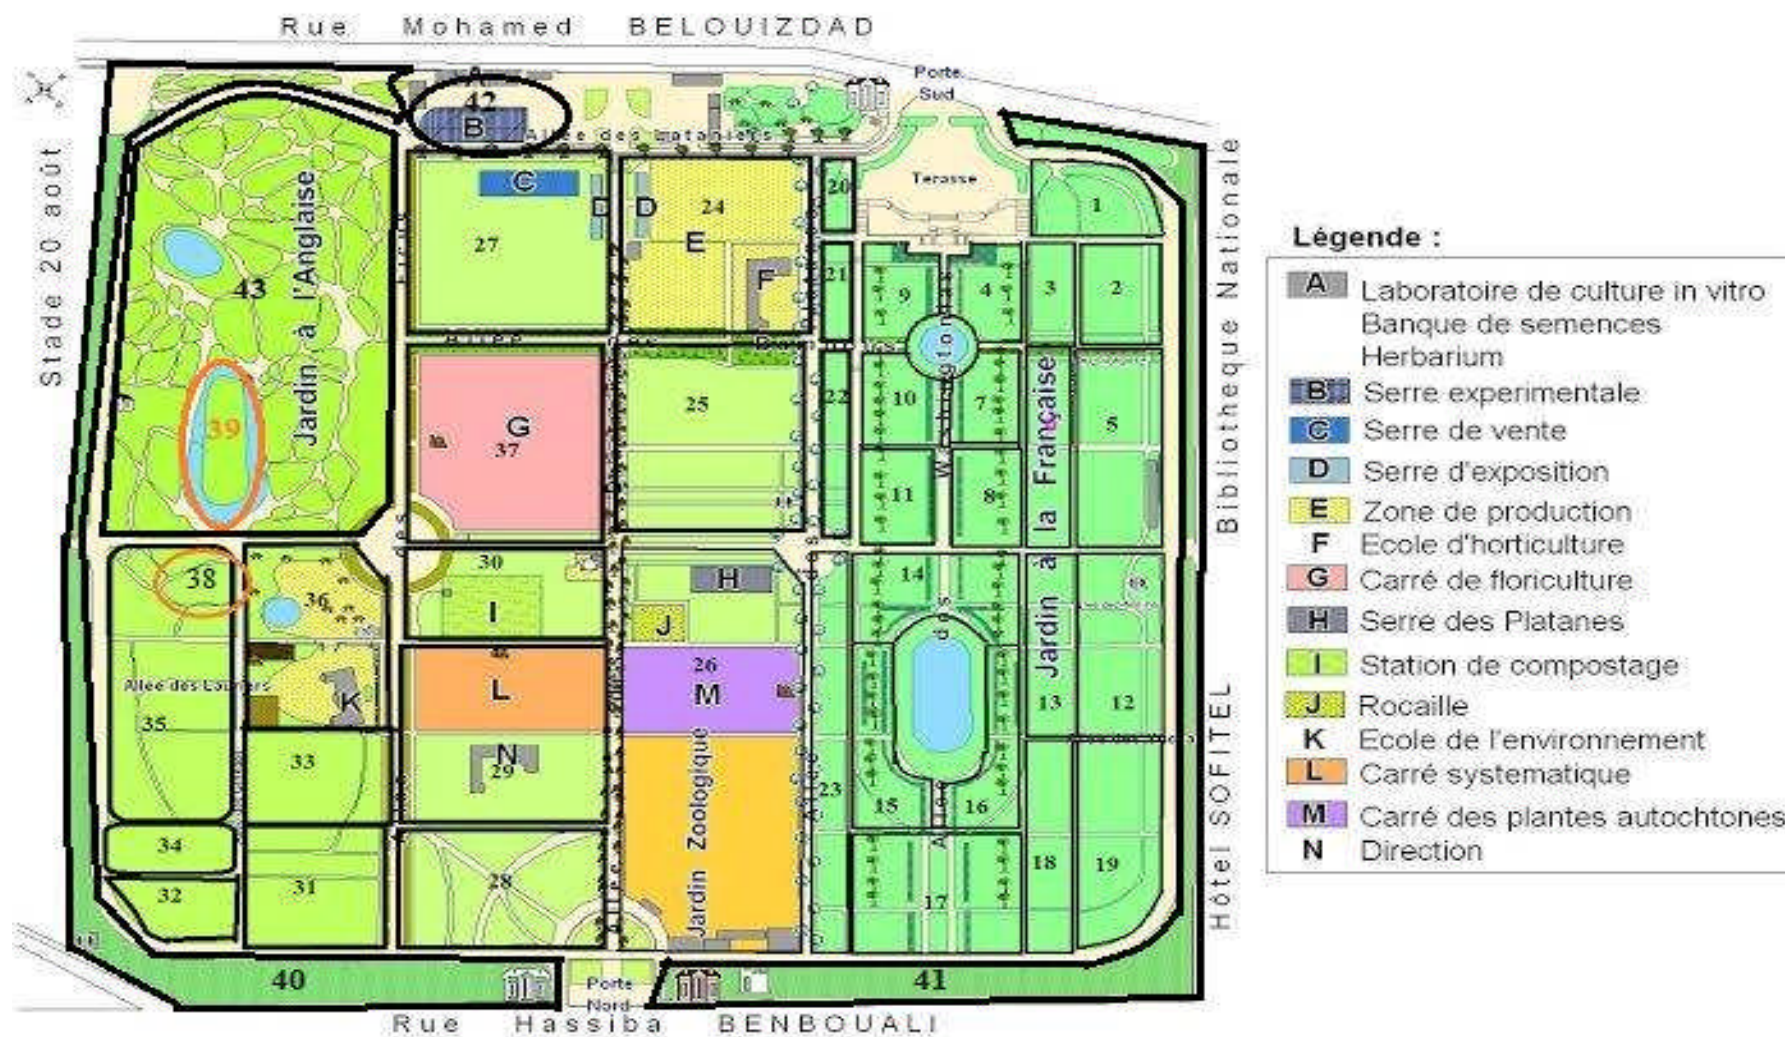 Rue Mohamed BELOUIZDAD
Porte
Sud
A
42
B
Allée des Lataniers
Terasse
Stade 20 août
Jardin à l'Anglaise
43
39
C
27
D
D
24
E
F
20
21
22
1
2
3
4
9
Washington
10
7
5
11
8
Jardin à la Française
Bibliotheque Nationale
G
37
25
38
36
30
I
H
J
14
Allée des Lauriers
35
K
L
26
M
13
12
33
N
29
Jardin Zoologique
23
15
16
34
32
31
28
17
18
19
Hôtel SOFITEL
40
Porte
Nord
41
Rue Hassiba BENBOUALI
Légende :
A Laboratoire de culture in vitro
Banque de semences
Herbarium
B Serre experimentale
C Serre de vente
D Serre d'exposition
E Zone de production
F Ecole d'horticulture
G Carré de floriculture
H Serre des Platanes
I Station de compostage
J Rocaille
K Ecole de l'environnement
L Carré systematique
M Carré des plantes autochtones
N Direction